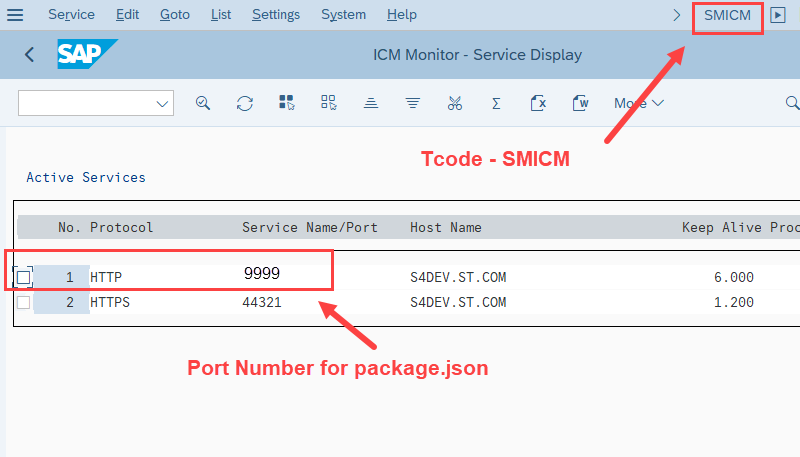 Service Edit Goto List Settings System Help SMICM
SAP ICM Monitor - Service Display
More
Tcode - SMICM
Active Services
No. Protocol Service Name/Port Host Name Keep Alive Proc
1 HTTP 9999 S4DEV.ST.COM 6.000
2 HTTPS 44321 S4DEV.ST.COM 1.200
Port Number for package.json